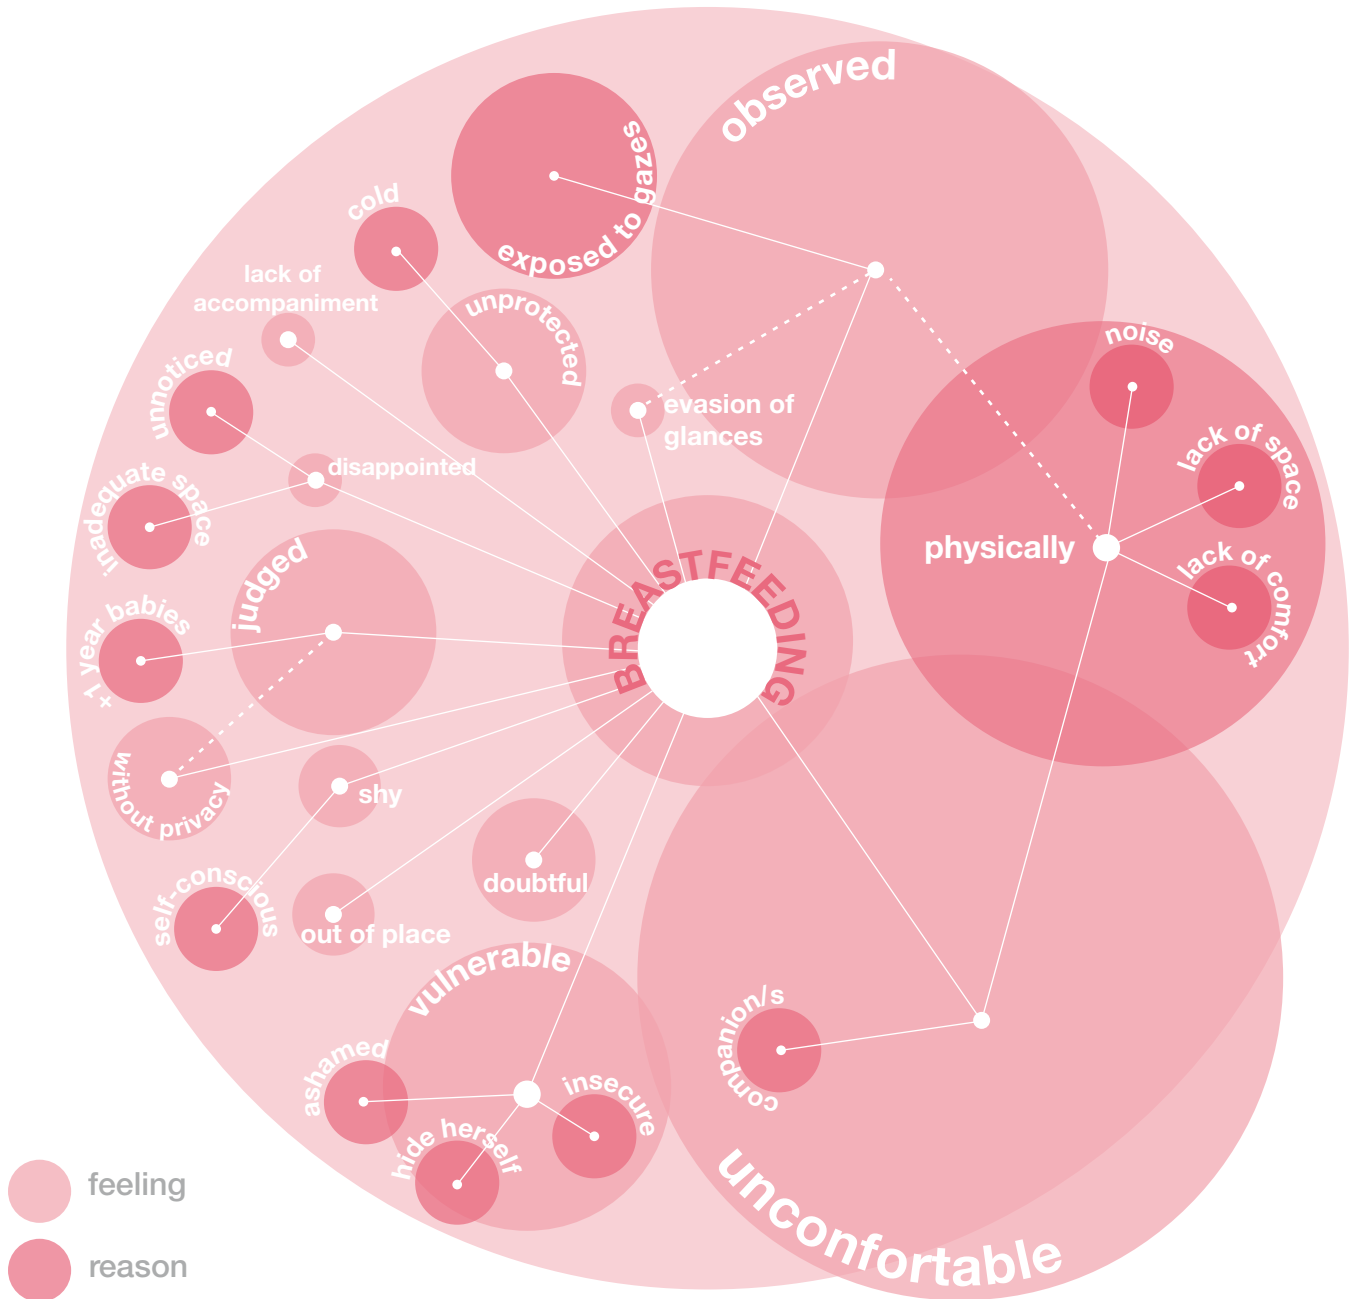 observed
exposed to gazes
cold
lack of
accompaniment
unprotected
unnoticed
noise
evasion of
glances
disappointed
lack of space
inadequate space
physically
judged
BREASTFEEDING
lack of comfort
+ 1 year babies
without privacy
shy
doubtful
self-conscious
out of place
vulnerable
companion/s
ashamed
insecure
hide herself
unconfortable
feeling
reason